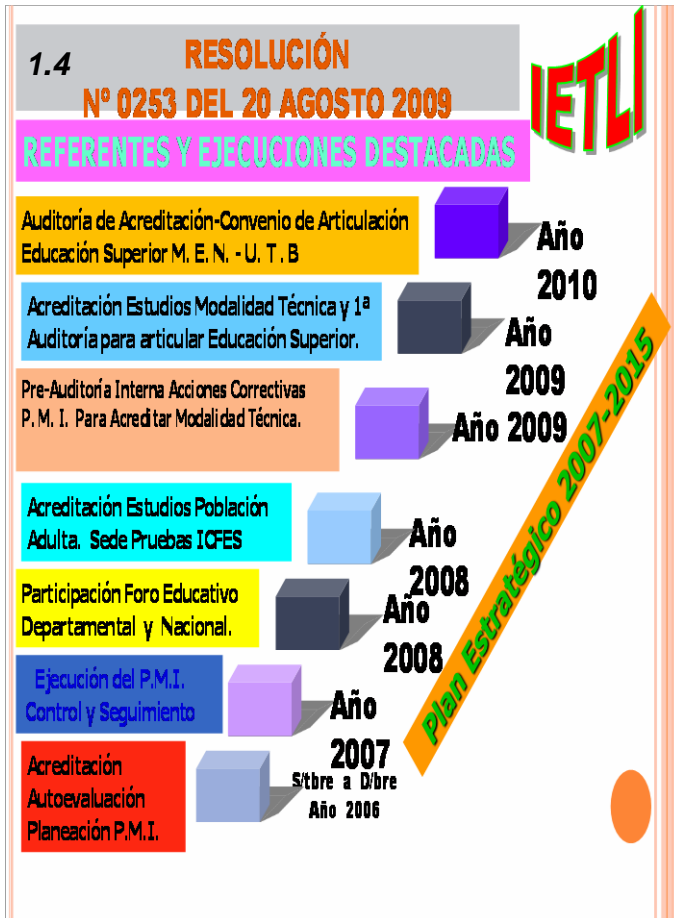 1.4
RESOLUCIÓN
Nº 0253 DEL 20 AGOSTO 2009
IETLI
REFERENTES Y EJECUCIONES DESTACADAS
Auditoría de Acreditación-Convenio de Articulación
Educación Superior M. E. N. - U. T . B
Año
2010
Acreditación Estudios Modalidad Técnica y 1ª
Auditoría para articular Educación Superior.
Año
2009
Pre-Auditoría Interna Acciones Correctivas
P. M. I. Para Acreditar Modalidad Técnica.
Año 2009
Acreditación Estudios Población
Adulta. Sede Pruebas ICFES
Año
2008
Participación Foro Educativo
Departamental y Nacional.
Año
2008
Ejecución del P.M.I.
Control y Seguimiento
Año
2007
Acreditación
Autoevaluación
Planeación P.M.I.
S/tbre a D/bre
Año 2006
Plan Estratégico 2007-2015